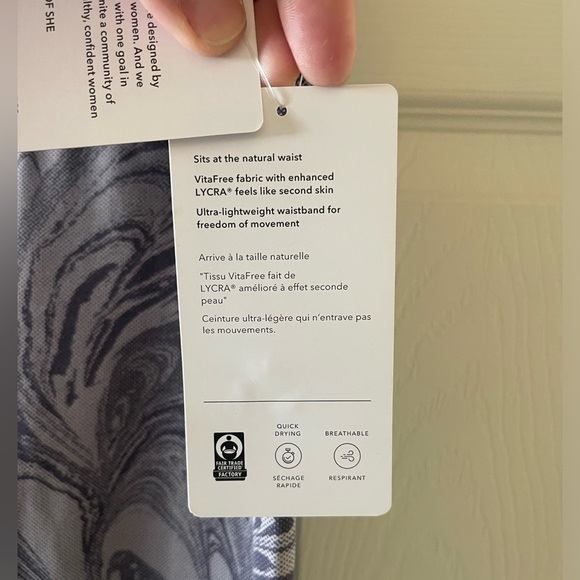 OF SHE
e designed by
women. And we
mite a community of
with one goal in
lthy, confident women
Sits at the natural waist
VitaFree fabric with enhanced
LYCRA® feels like second skin
Ultra-lightweight waistband for
freedom of movement
Arrive à la taille naturelle
"Tissu VitaFree fait de
LYCRA® amélioré à effet seconde
peau"
Ceinture ultra-légère qui n'entrave pas
les mouvements.
FAIR TRADE
CERTIFIED
FACTORY
QUICK
DRYING
SÉCHAGE
RAPIDE
BREATHABLE
RESPIRANT